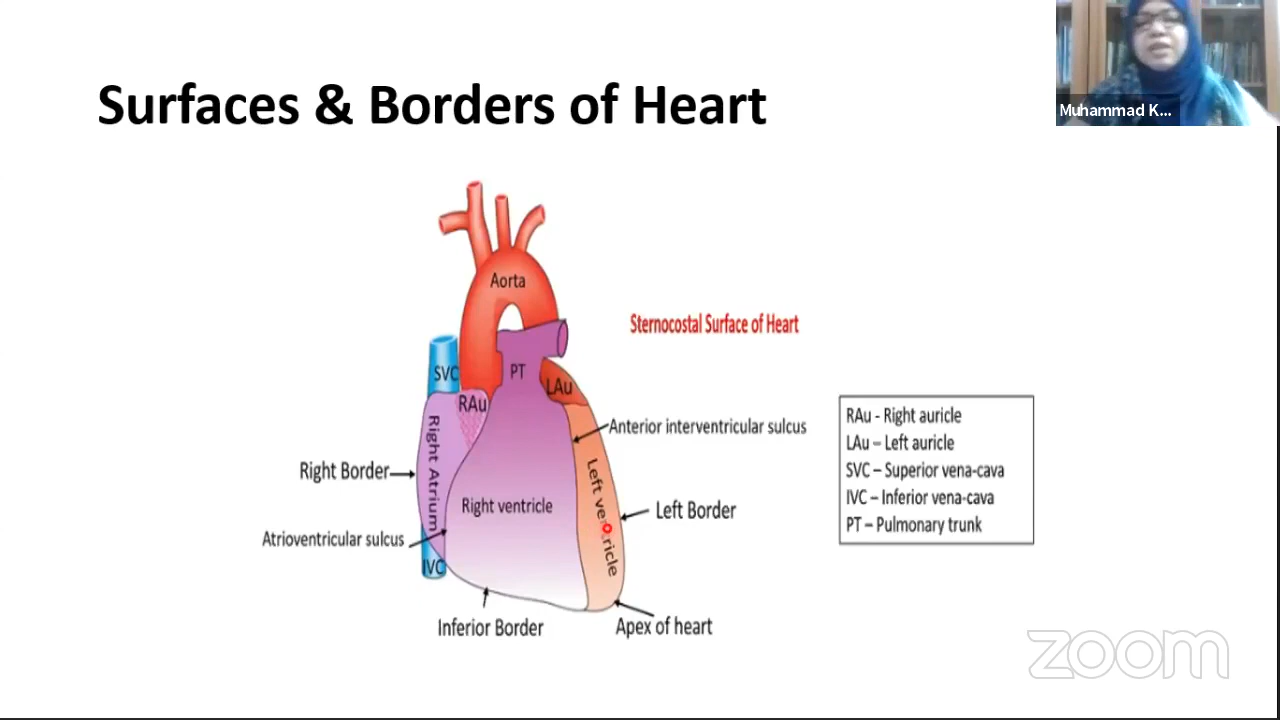 Surfaces & Borders of Heart
Muhammad K...
Aorta
Sternocostal Surface of Heart
SVC
PT
LAu
RAu
Anterior interventricular sulcus
RAu - Right auricle
LAu – Left auricle
SVC – Superior vena-cava
IVC – Inferior vena-cava
PT – Pulmonary trunk
Right Border
Right Atrium
Right ventricle
Left Border
Atrioventricular sulcus
IVC
Inferior Border
Apex of heart
zoom